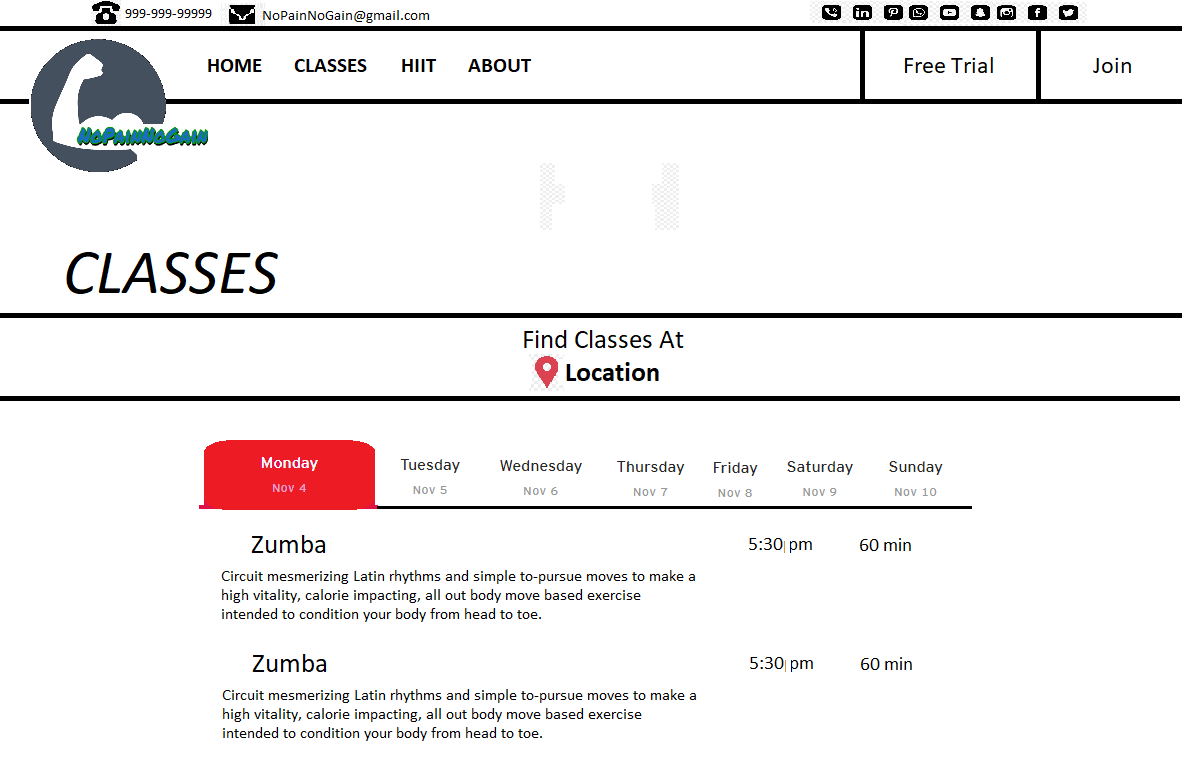 999-999-99999 NoPainNoGain@gmail.com
HOME CLASSES HIIT ABOUT Free Trial Join
NoPainNoGain
CLASSES
Find Classes At
Location
Monday Tuesday Wednesday Thursday Friday Saturday Sunday
Nov 4 Nov 5 Nov 6 Nov 7 Nov 8 Nov 9 Nov 10
Zumba 5:30 pm 60 min
Circuit mesmerizing Latin rhythms and simple to-pursue moves to make a
high vitality, calorie impacting, all out body move based exercise
intended to condition your body from head to toe.
Zumba 5:30 pm 60 min
Circuit mesmerizing Latin rhythms and simple to-pursue moves to make a
high vitality, calorie impacting, all out body move based exercise
intended to condition your body from head to toe.